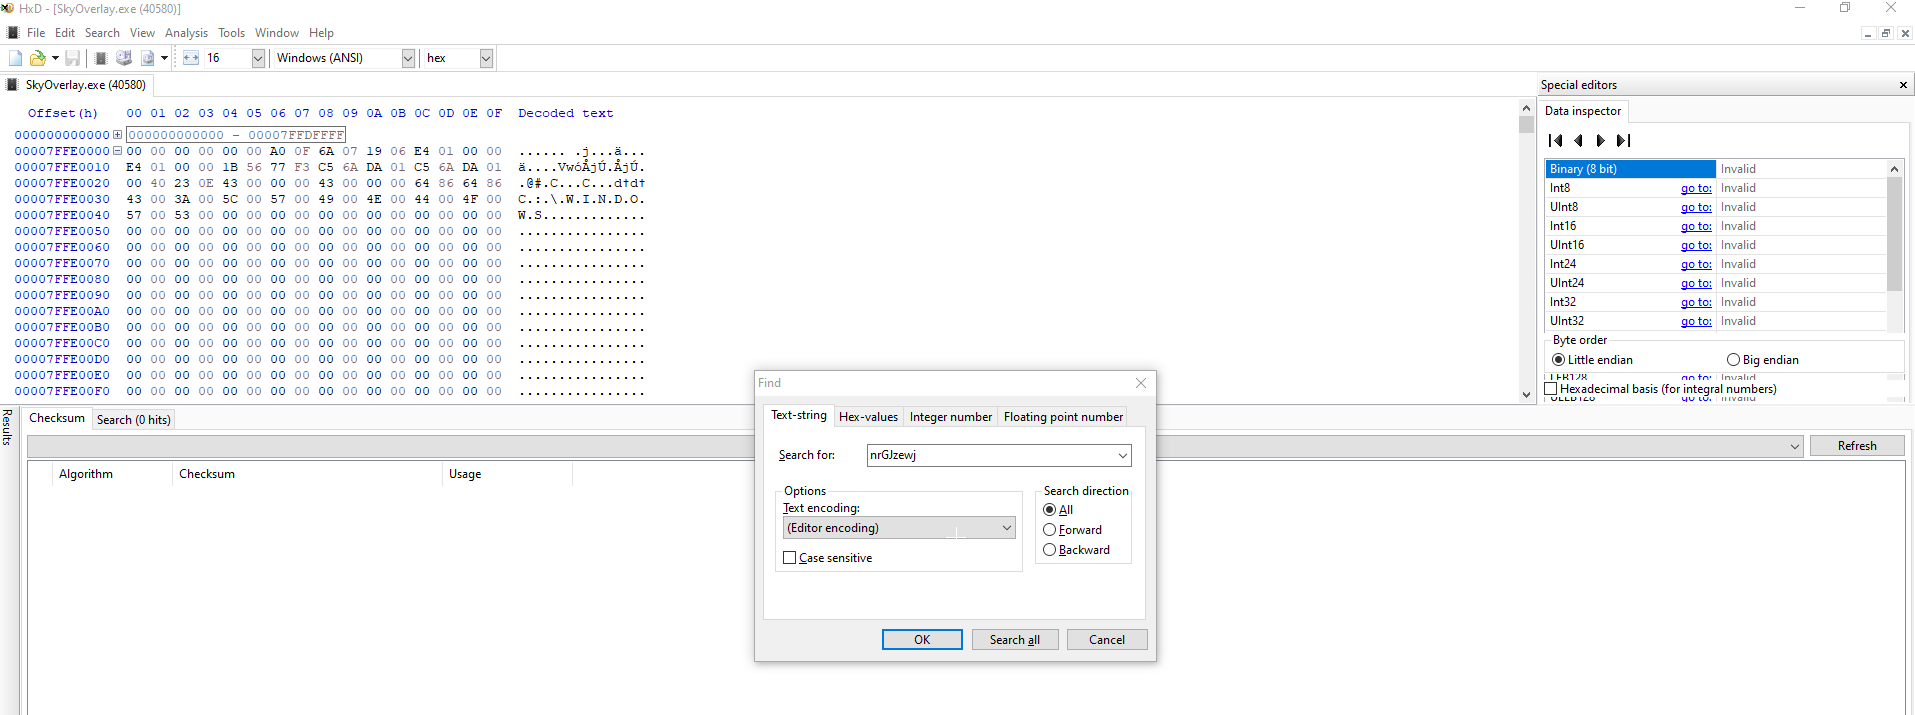 HxD - [SkyOverlay.exe (40580)]
File Edit Search View Analysis Tools Window Help
16 Windows (ANSI) hex
SkyOverlay.exe (40580)
Offset(h) 00 01 02 03 04 05 06 07 08 09 0A 0B 0C 0D 0E 0F Decoded text
000000000000 000000000000 - 00007FFDFFFF
00007FFE0000 00 00 00 00 00 00 A0 0F 6A 07 19 06 E4 01 00 00 ...... .j...ä...
00007FFE0010 E4 01 00 00 1B 56 77 F3 C5 6A DA 01 C5 6A DA 01 ä....VwóÅjÚ.ÅjÚ.
00007FFE0020 00 40 23 0E 43 00 00 00 43 00 00 00 64 86 64 86 .@#.C...C...d†d†
00007FFE0030 43 00 3A 00 5C 00 57 00 49 00 4E 00 44 00 4F 00 C.:.\.W.I.N.D.O.
00007FFE0040 57 00 53 00 00 00 00 00 00 00 00 00 00 00 00 00 W.S.............
00007FFE0050 00 00 00 00 00 00 00 00 00 00 00 00 00 00 00 00 ................
00007FFE0060 00 00 00 00 00 00 00 00 00 00 00 00 00 00 00 00 ................
00007FFE0070 00 00 00 00 00 00 00 00 00 00 00 00 00 00 00 00 ................
00007FFE0080 00 00 00 00 00 00 00 00 00 00 00 00 00 00 00 00 ................
00007FFE0090 00 00 00 00 00 00 00 00 00 00 00 00 00 00 00 00 ................
00007FFE00A0 00 00 00 00 00 00 00 00 00 00 00 00 00 00 00 00 ................
00007FFE00B0 00 00 00 00 00 00 00 00 00 00 00 00 00 00 00 00 ................
00007FFE00C0 00 00 00 00 00 00 00 00 00 00 00 00 00 00 00 00 ................
00007FFE00D0 00 00 00 00 00 00 00 00 00 00 00 00 00 00 00 00 ................
00007FFE00E0 00 00 00 00 00 00 00 00 00 00 00 00 00 00 00 00 ................
00007FFE00F0 00 00 00 00 00 00 00 00 00 00 00 00 00 00 00 00 ................
Special editors
Data inspector
Binary (8 bit) Invalid
Int8 go to: Invalid
UInt8 go to: Invalid
Int16 go to: Invalid
UInt16 go to: Invalid
Int24 go to: Invalid
UInt24 go to: Invalid
Int32 go to: Invalid
UInt32 go to: Invalid
Byte order
Little endian Big endian
Hexadecimal basis (for integral numbers)
Results
Checksum Search (0 hits)
Refresh
Algorithm Checksum Usage
Find
Text-string Hex-values Integer number Floating point number
Search for: nrGJzewj
Options
Text encoding:
(Editor encoding)
Case sensitive
Search direction
All
Forward
Backward
OK Search all Cancel